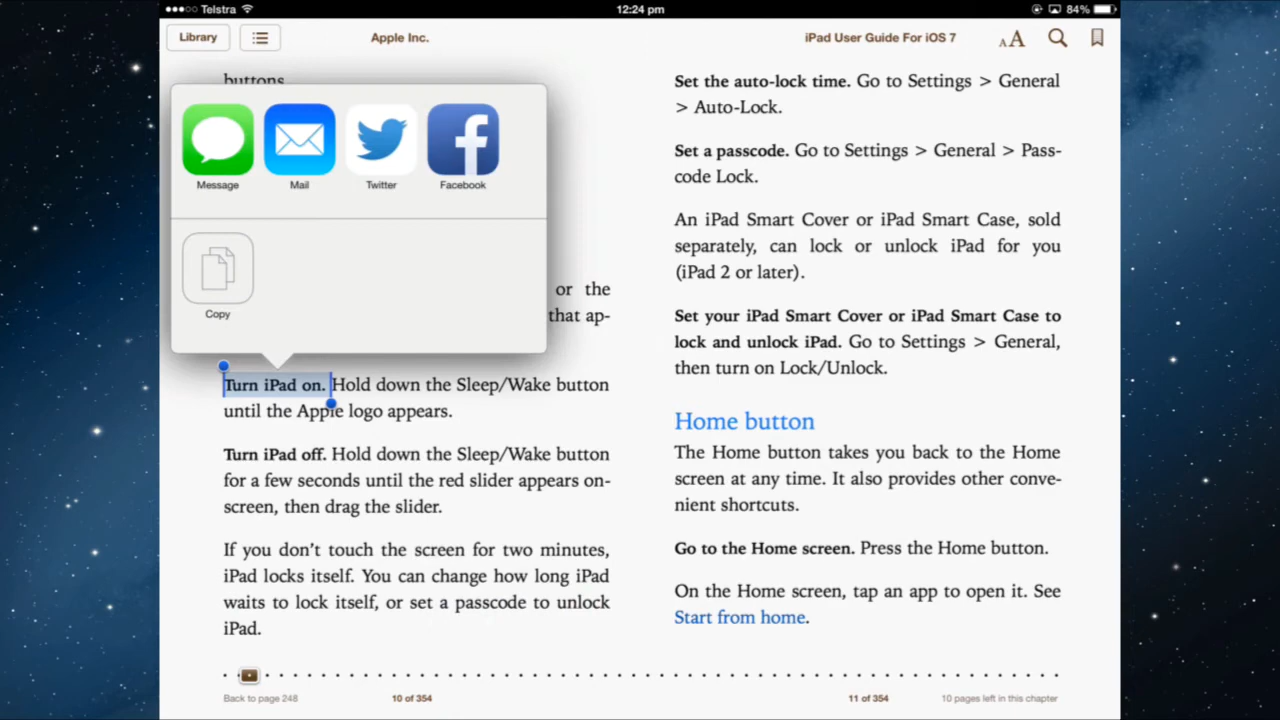 Telstra
12:24 pm
84%
Library
Apple Inc.
iPad User Guide For iOS 7
AA
buttons
Message
Mail
Twitter
Facebook
Copy
or the
that ap-
Turn iPad on. Hold down the Sleep/Wake button
until the Apple logo appears.
Turn iPad off. Hold down the Sleep/Wake button
for a few seconds until the red slider appears on-
screen, then drag the slider.
If you don’t touch the screen for two minutes,
iPad locks itself. You can change how long iPad
waits to lock itself, or set a passcode to unlock
iPad.
Set the auto-lock time. Go to Settings > General
> Auto-Lock.
Set a passcode. Go to Settings > General > Pass-
code Lock.
An iPad Smart Cover or iPad Smart Case, sold
separately, can lock or unlock iPad for you
(iPad 2 or later).
Set your iPad Smart Cover or iPad Smart Case to
lock and unlock iPad. Go to Settings > General,
then turn on Lock/Unlock.
Home button
The Home button takes you back to the Home
screen at any time. It also provides other conve-
nient shortcuts.
Go to the Home screen. Press the Home button.
On the Home screen, tap an app to open it. See
Start from home.
Back to page 248
10 of 354
11 of 354
10 pages left in this chapter